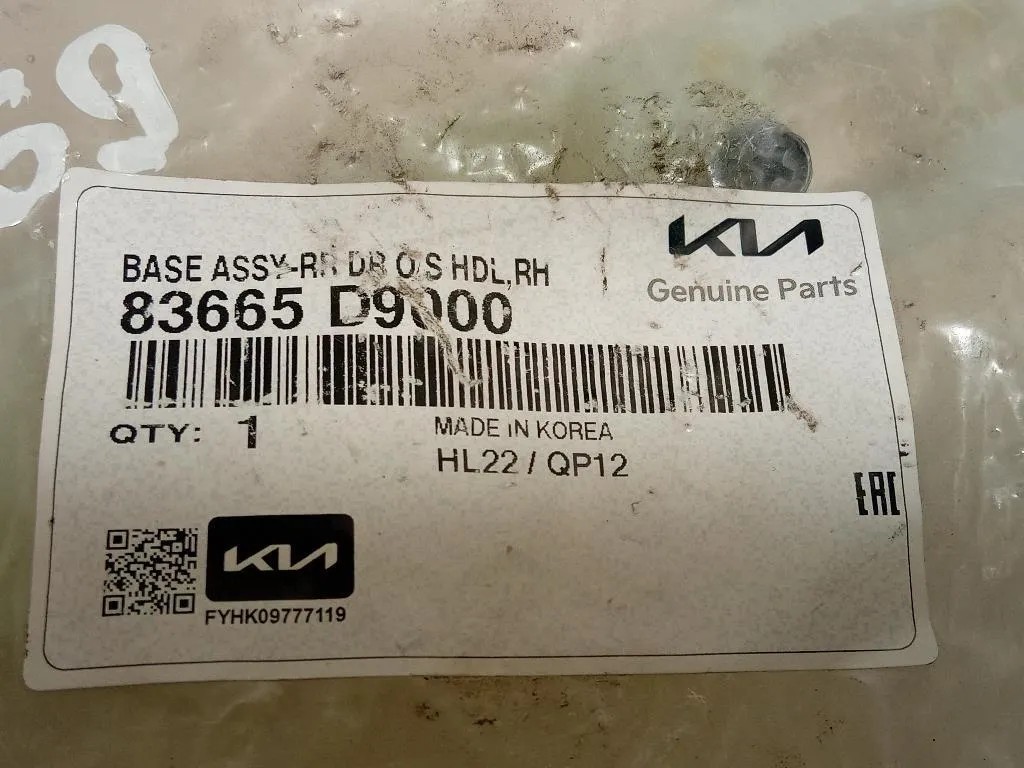 59
KIA
Genuine Parts
BASE ASSY-RR DR O/S HDL,RH
83665 D9000
QTY: 1
MADE IN KOREA
HL22 / QP12
EAC
KIA
FYHK09777119